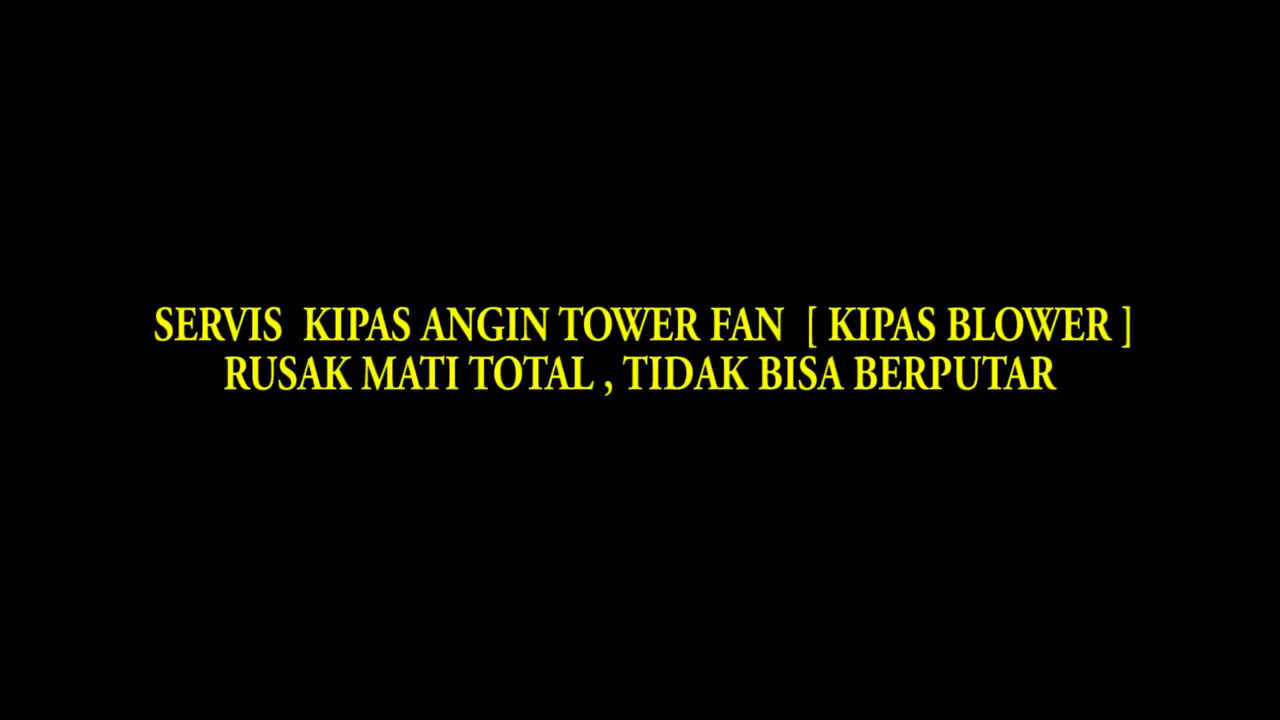 SERVIS  KIPAS ANGIN TOWER FAN  [ KIPAS BLOWER ]
RUSAK MATI TOTAL , TIDAK BISA BERPUTAR